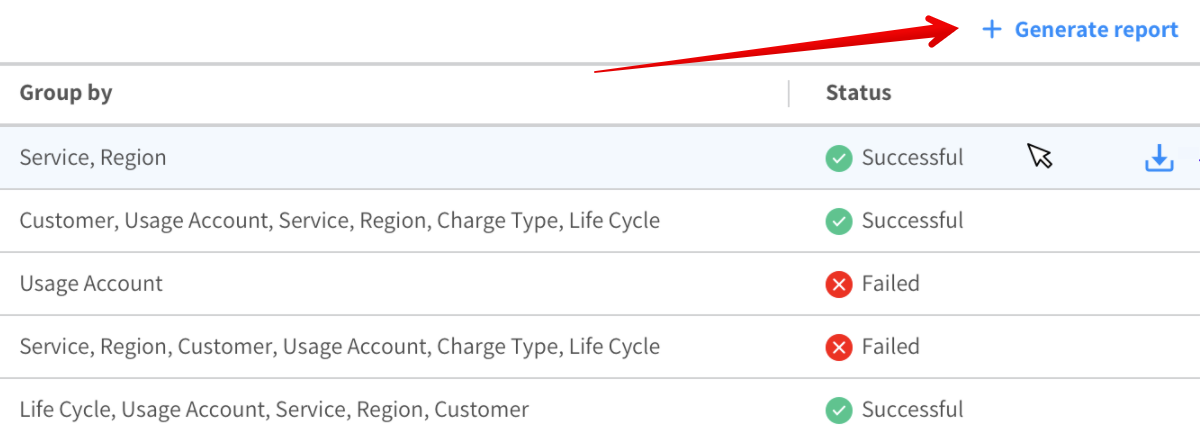 Generate report
Group by Status
Service, Region Successful
Customer, Usage Account, Service, Region, Charge Type, Life Cycle Successful
Usage Account Failed
Service, Region, Customer, Usage Account, Charge Type, Life Cycle Failed
Life Cycle, Usage Account, Service, Region, Customer Successful